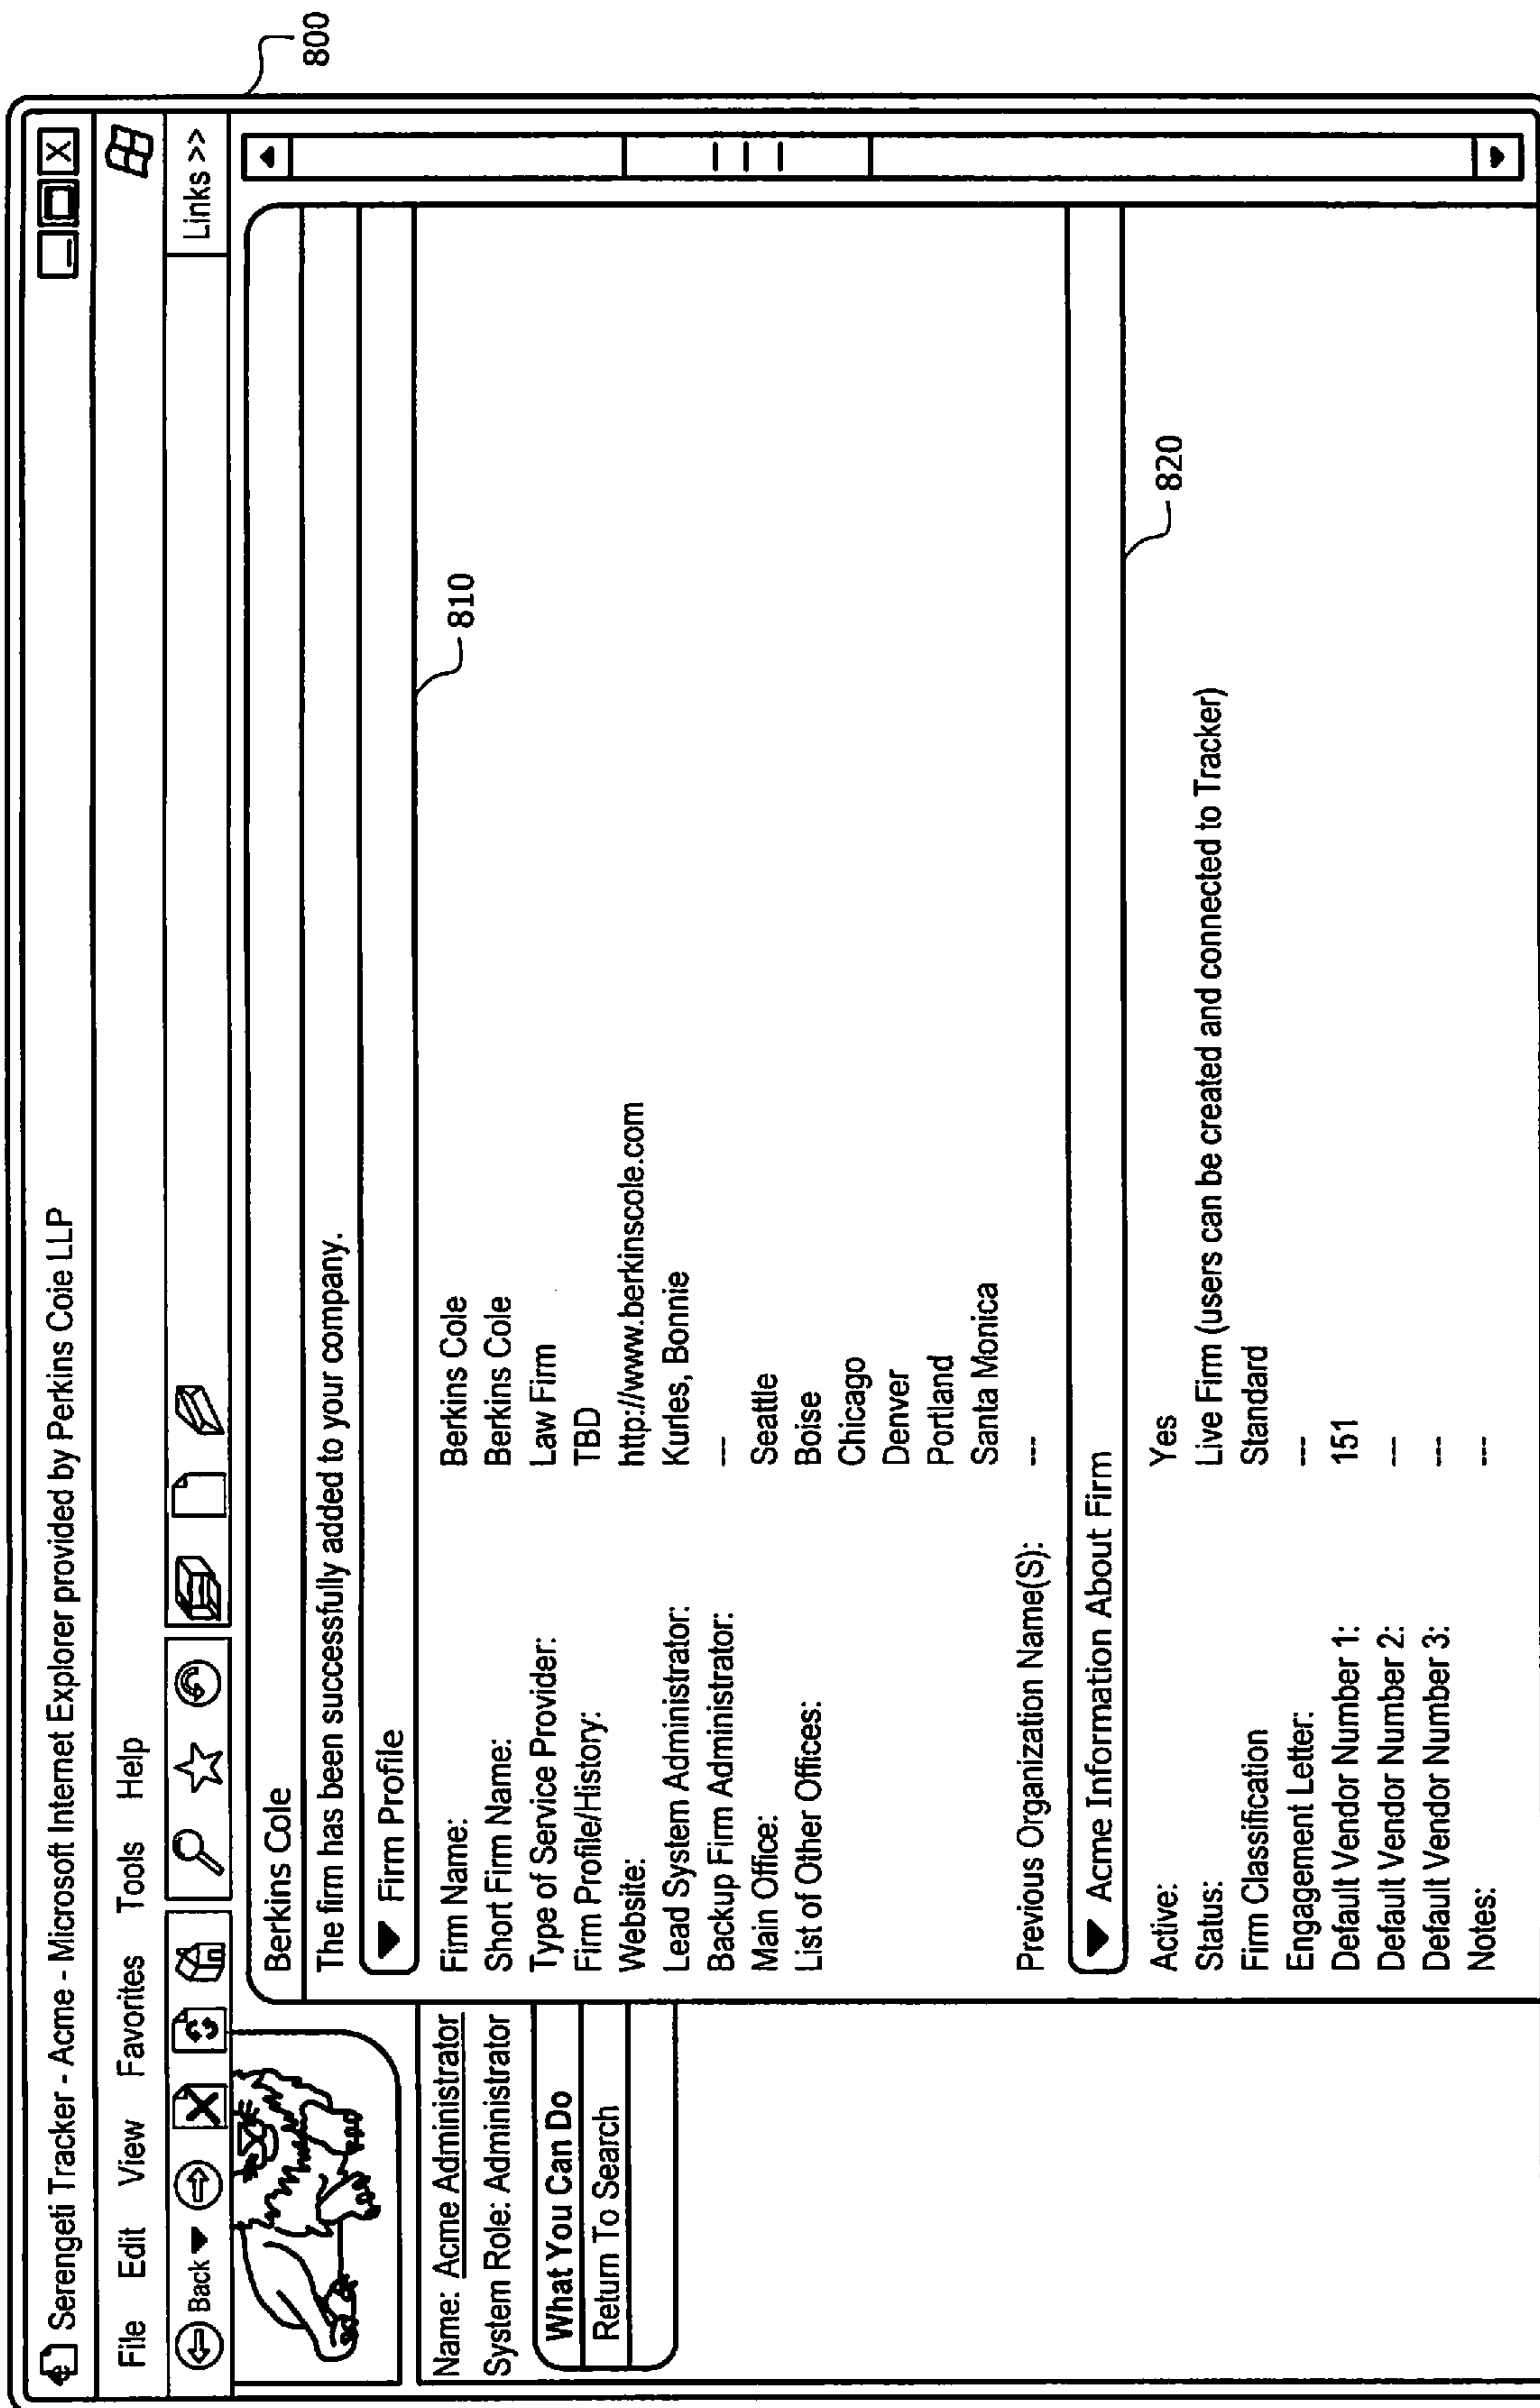 800
Serengeti Tracker - Acme - Microsoft Internet Explorer provided by Perkins Coie LLP
File Edit View Favorites Tools Help
Back
Links >>
Name: Acme Administrator
System Role: Administrator
What You Can Do
Return To Search
Berkins Cole
The firm has been successfully added to your company.
Firm Profile
810
Firm Name: Berkins Cole
Short Firm Name: Berkins Cole
Type of Service Provider: Law Firm
Firm Profile/History: TBD
Website: http://www.berkinscole.com
Lead System Administrator: Kurles, Bonnie
Backup Firm Administrator: ---
Main Office: Seattle
List of Other Offices: Boise
Chicago
Denver
Portland
Santa Monica
Previous Organization Name(S): ---
Acme Information About Firm
820
Active: Yes
Status: Live Firm (users can be created and connected to Tracker)
Firm Classification Standard
Engagement Letter: ---
Default Vendor Number 1: 151
Default Vendor Number 2: ---
Default Vendor Number 3: ---
Notes: ---